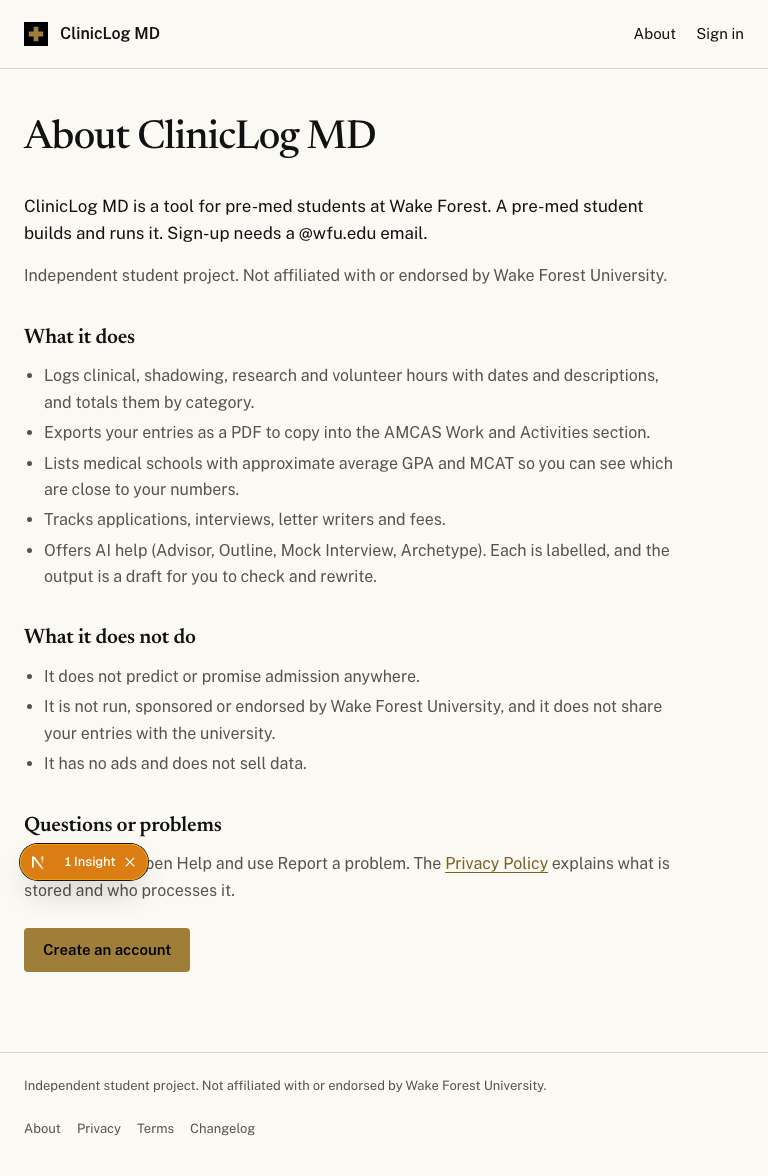 ClinicLog MD
About Sign in
About ClinicLog MD
ClinicLog MD is a tool for pre-med students at Wake Forest. A pre-med student
builds and runs it. Sign-up needs a @wfu.edu email.
Independent student project. Not affiliated with or endorsed by Wake Forest University.
What it does
• Logs clinical, shadowing, research and volunteer hours with dates and descriptions,
and totals them by category.
• Exports your entries as a PDF to copy into the AMCAS Work and Activities section.
• Lists medical schools with approximate average GPA and MCAT so you can see which
are close to your numbers.
• Tracks applications, interviews, letter writers and fees.
• Offers AI help (Advisor, Outline, Mock Interview, Archetype). Each is labelled, and the
output is a draft for you to check and rewrite.
What it does not do
• It does not predict or promise admission anywhere.
• It is not run, sponsored or endorsed by Wake Forest University, and it does not share
your entries with the university.
• It has no ads and does not sell data.
Questions or problems
1 Insight
Help and use Report a problem. The Privacy Policy explains what is
stored and who processes it.
Create an account
Independent student project. Not affiliated with or endorsed by Wake Forest University.
About Privacy Terms Changelog